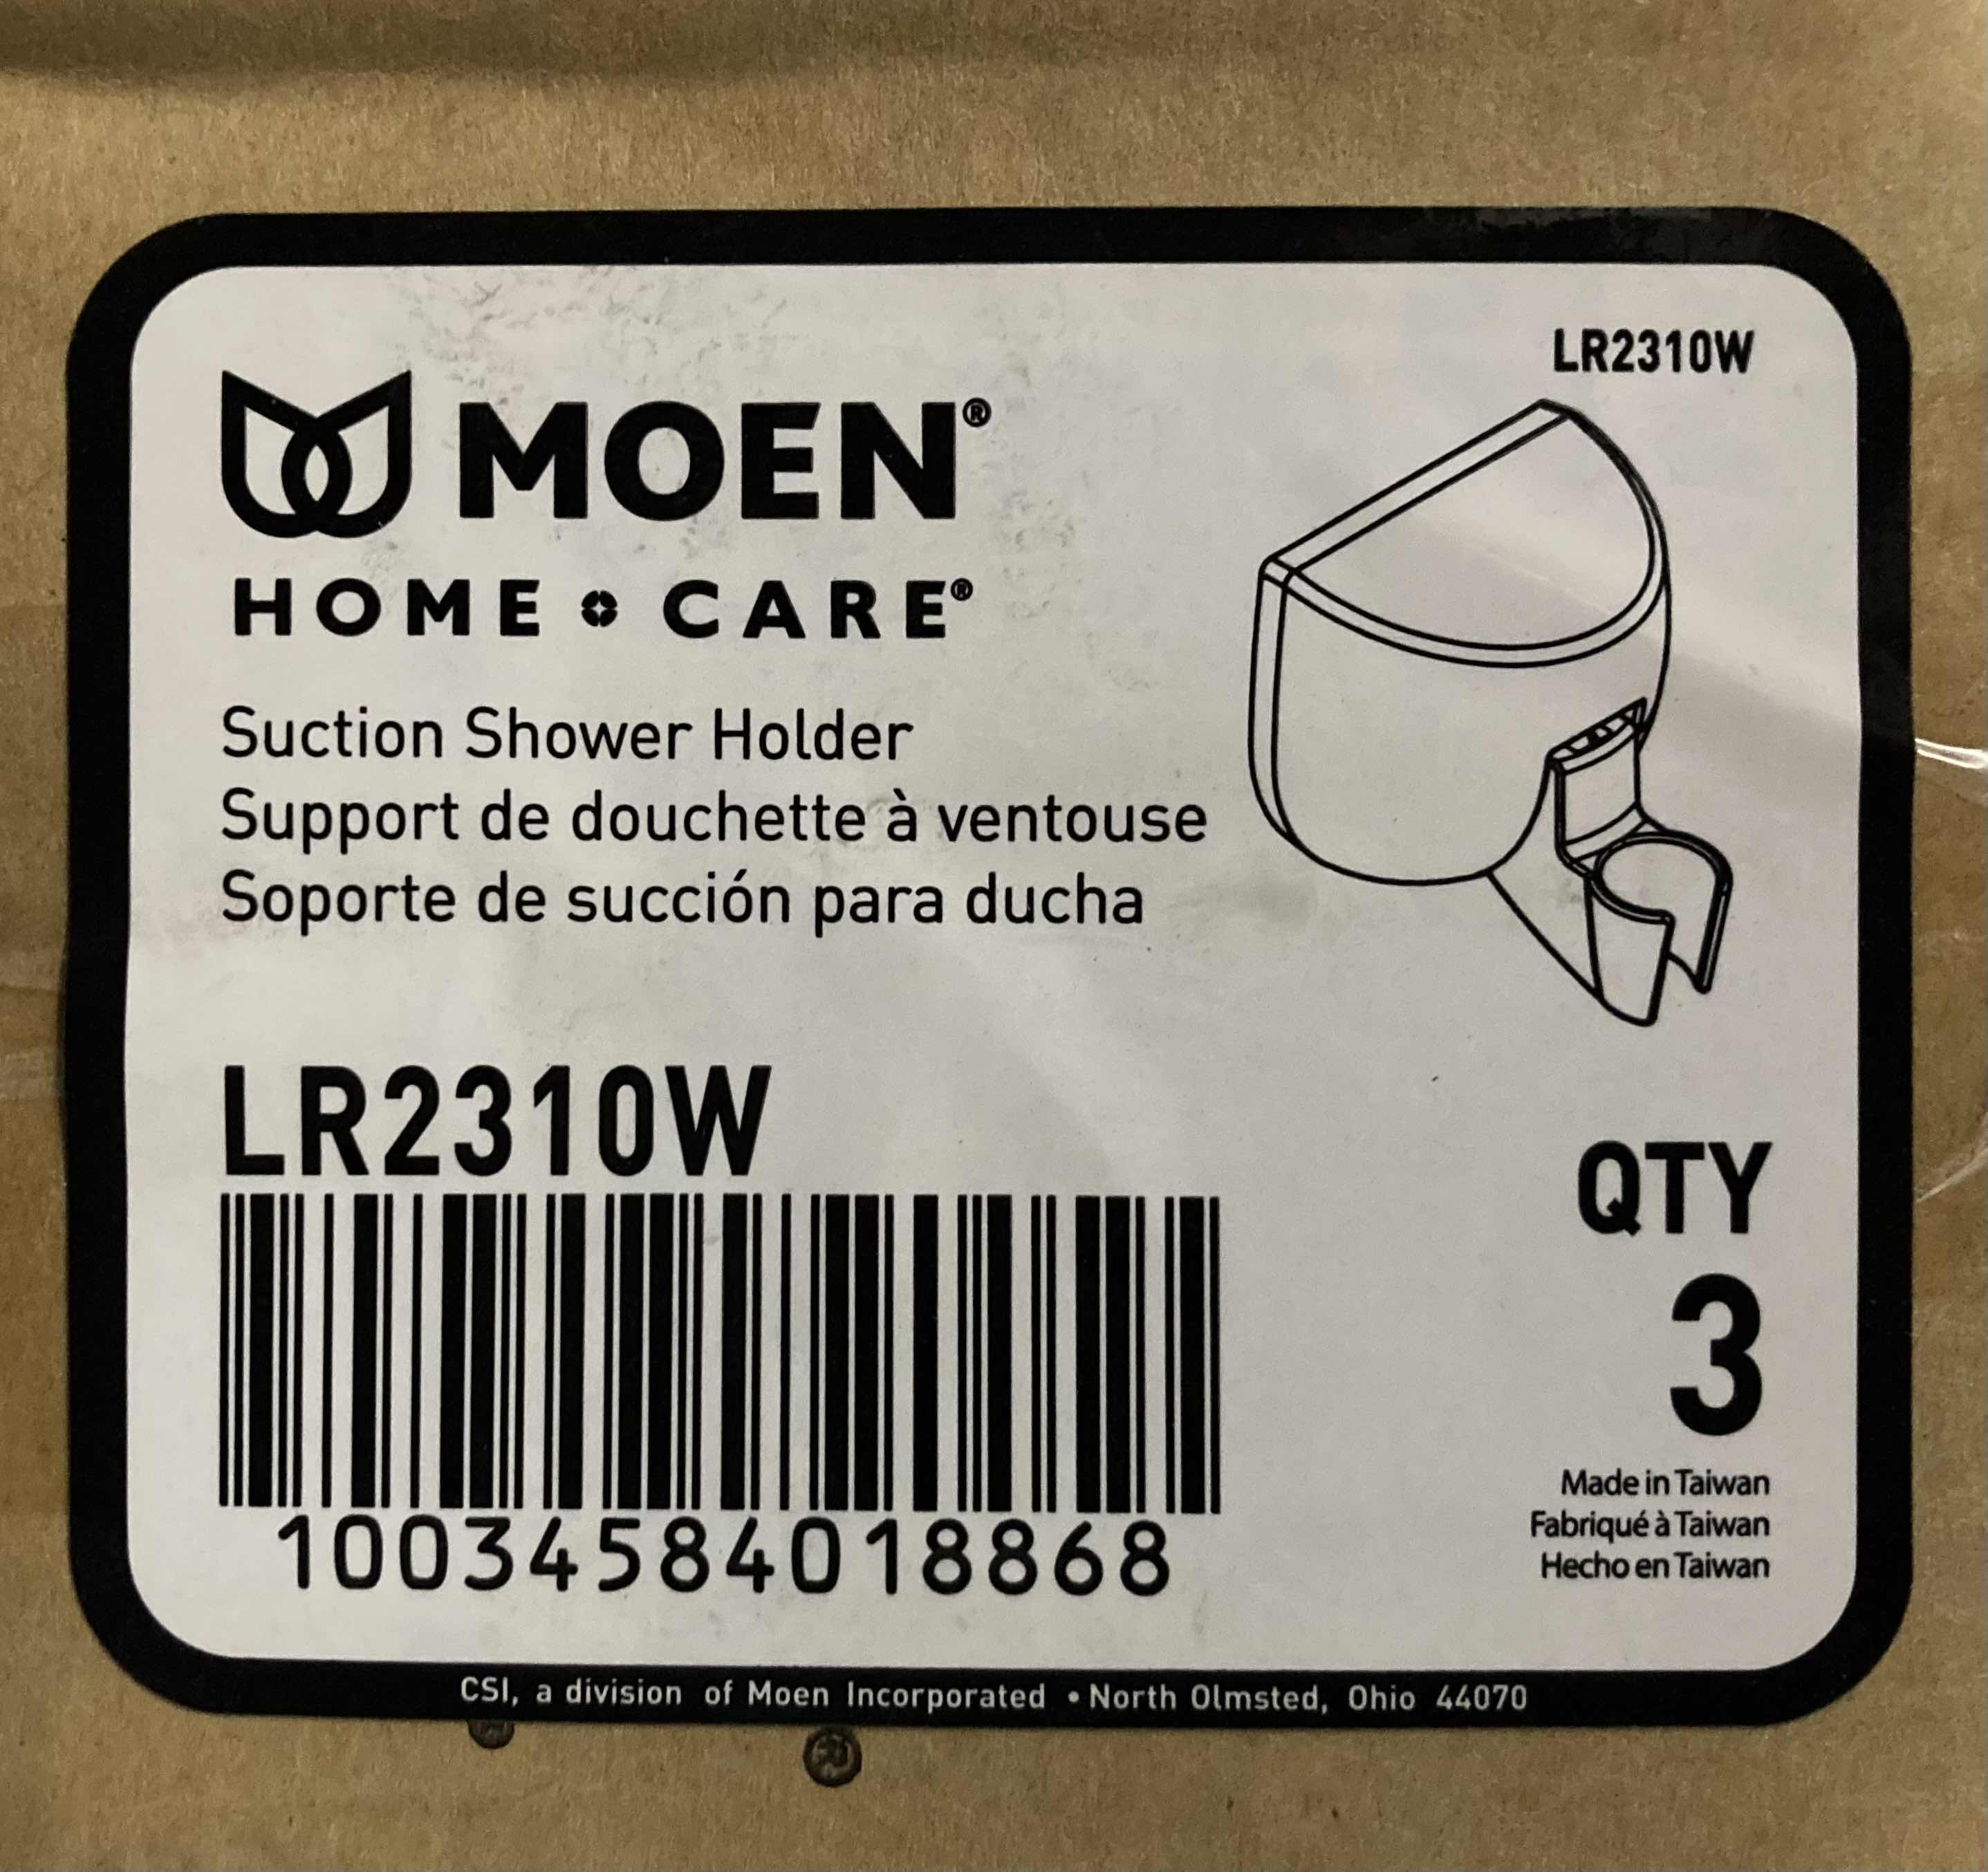 LR2310W
MOEN®
HOME CARE®
Suction Shower Holder
Support de douchette à ventouse
Soporte de succión para ducha
LR2310W
10034584018868
QTY
3
Made in Taiwan
Fabriqué à Taiwan
Hecho en Taiwan
CSI, a division of Moen Incorporated • North Olmsted, Ohio 44070